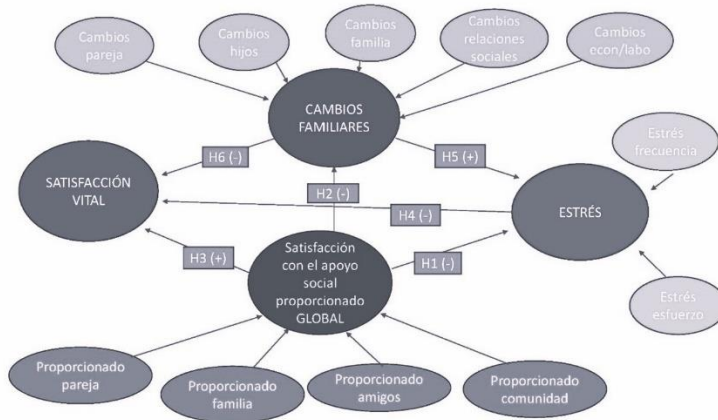 Cambios
pareja
Cambios
hijos
Cambios
familia
Cambios
relaciones
sociales
Cambios
ccon/labo
CAMBIOS
FAMILIARES
H6 (-)
H5 (+)
Estrés
frecuencia
SATISFACCIÓN
VITAL
H2 (-)
H4 (-)
ESTRÉS
H3 (+)
Satisfacción
con el apoyo
social
proporcionado
GLOBAL
H1 (-)
Estrés
esfuerzo
Proporcionado
pareja
Proporcionado
familia
Proporcionado
amigos
Proporcionado
comunidad